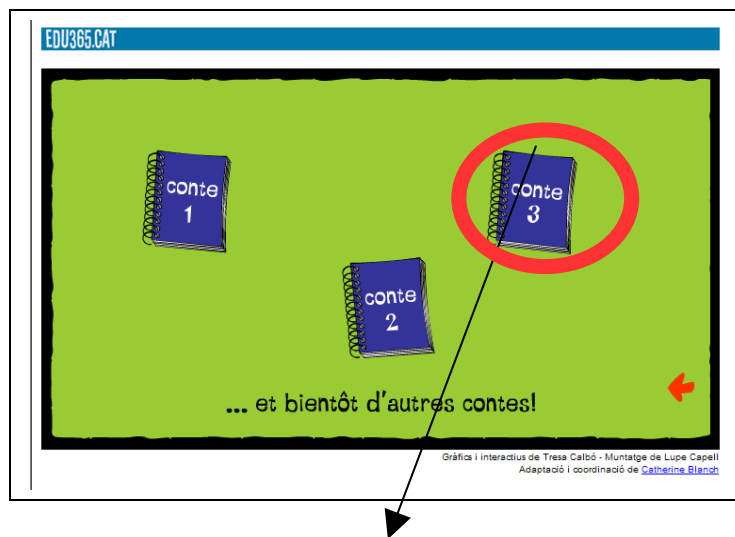 EDU365.CAT
conte
1
conte
3
conte
2
... et bientôt d'autres contes!
Gràfics i interactius de Tresa Calbó - Muntatge de Lupe Capell
Adaptació i coordinació de Catherine Blanch